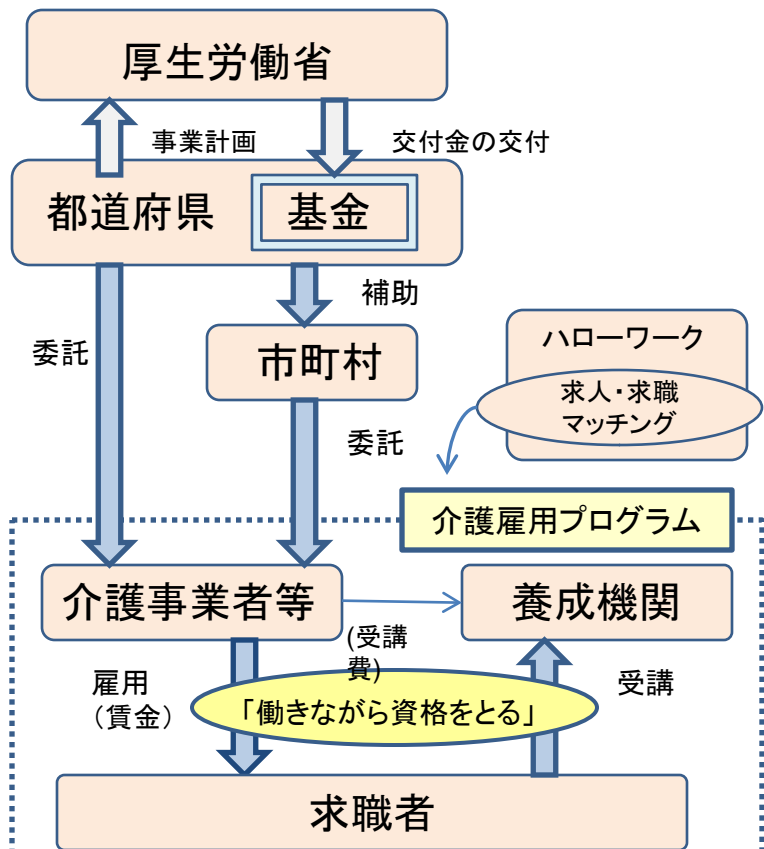 厚生労働省
事業計画
交付金の交付
都道府県
基金
補助
委託
市町村
ハローワーク
求人・求職
マッチング
委託
介護雇用プログラム
介護事業者等
養成機関
(受講
費)
雇用
（賃金）
受講
「働きながら資格をとる」
求職者